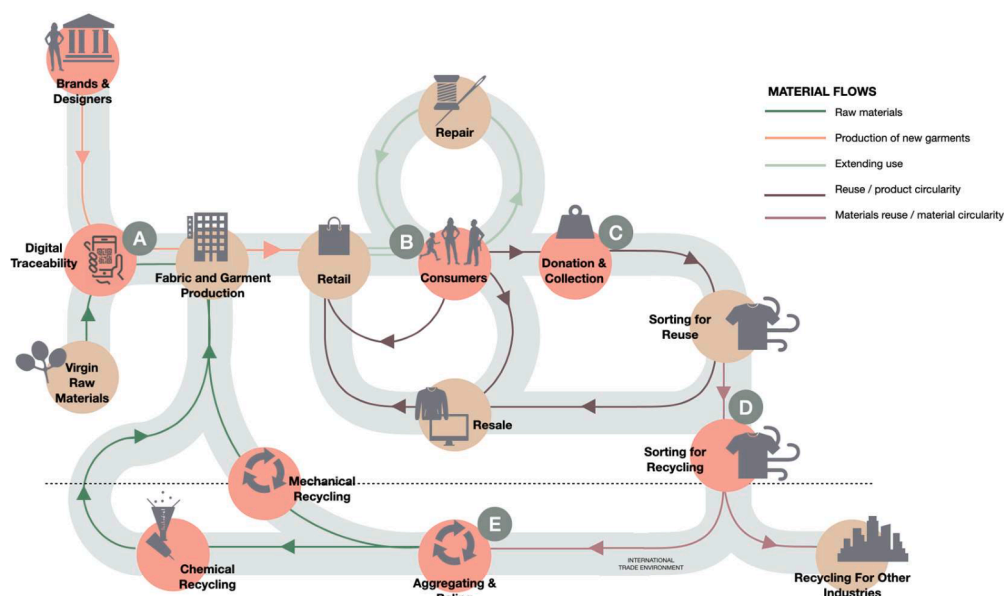 Brands &
Designers
MATERIAL FLOWS
Raw materials
Production of new garments
Extending use
Reuse / product circularity
Materials reuse / material circularity
Repair
A
B
C
Digital
Traceability
Fabric and Garment
Production
Retail
Consumers
Donation &
Collection
Sorting for
Reuse
Virgin
Raw
Materials
Resale
D
Sorting for
Recycling
Mechanical
Recycling
E
Chemical
Recycling
Aggregating &
INTERNATIONAL
TRADE ENVIRONMENT
Recycling For Other
Industries